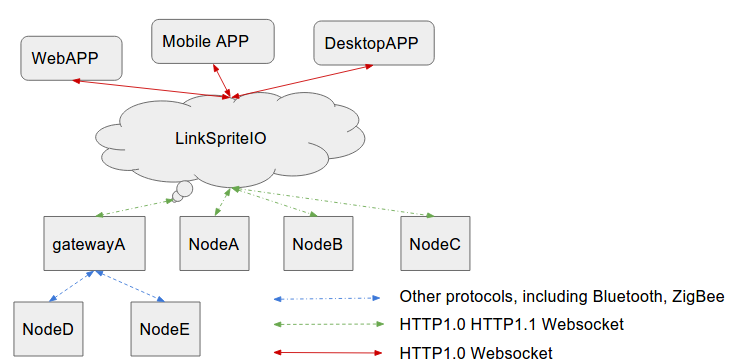 WebAPP
Mobile APP
DesktopAPP
LinkSpriteIO
gatewayA
NodeA
NodeB
NodeC
NodeD
NodeE
Other protocols, including Bluetooth, ZigBee
HTTP1.0 HTTP1.1 Websocket
HTTP1.0 Websocket